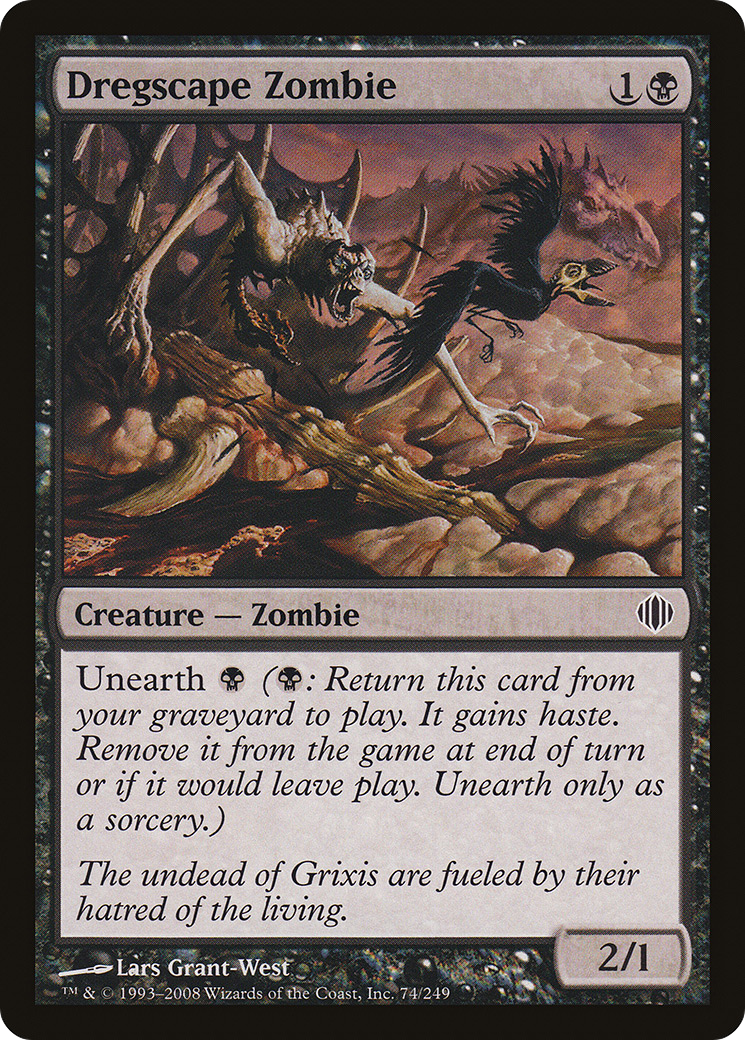 Dregscape Zombie 1
Creature — Zombie
Unearth (: Return this card from
your graveyard to play. It gains haste.
Remove it from the game at end of turn
or if it would leave play. Unearth only as
a sorcery.)
The undead of Grixis are fueled by their
hatred of the living.
2/1
Lars Grant-West
™ & © 1993–2008 Wizards of the Coast, Inc. 74/249